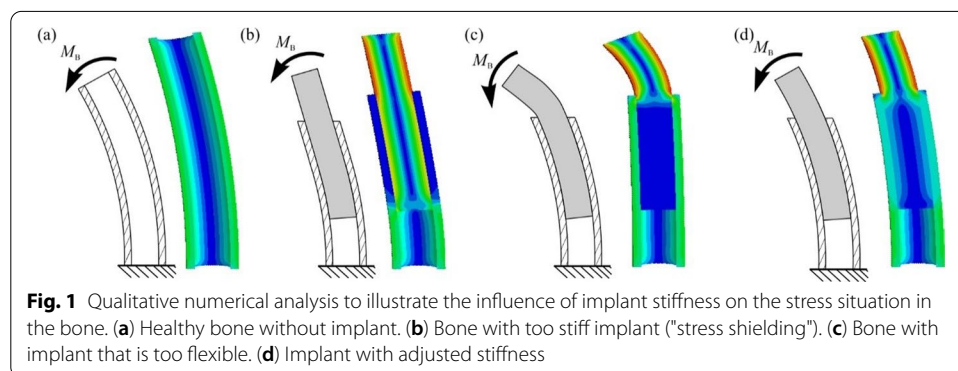 (a)
M_B
(b)
M_B
(c)
M_B
(d)
M_B
Fig. 1 Qualitative numerical analysis to illustrate the influence of implant stiffness on the stress situation in
the bone. (a) Healthy bone without implant. (b) Bone with too stiff implant ("stress shielding"). (c) Bone with
implant that is too flexible. (d) Implant with adjusted stiffness